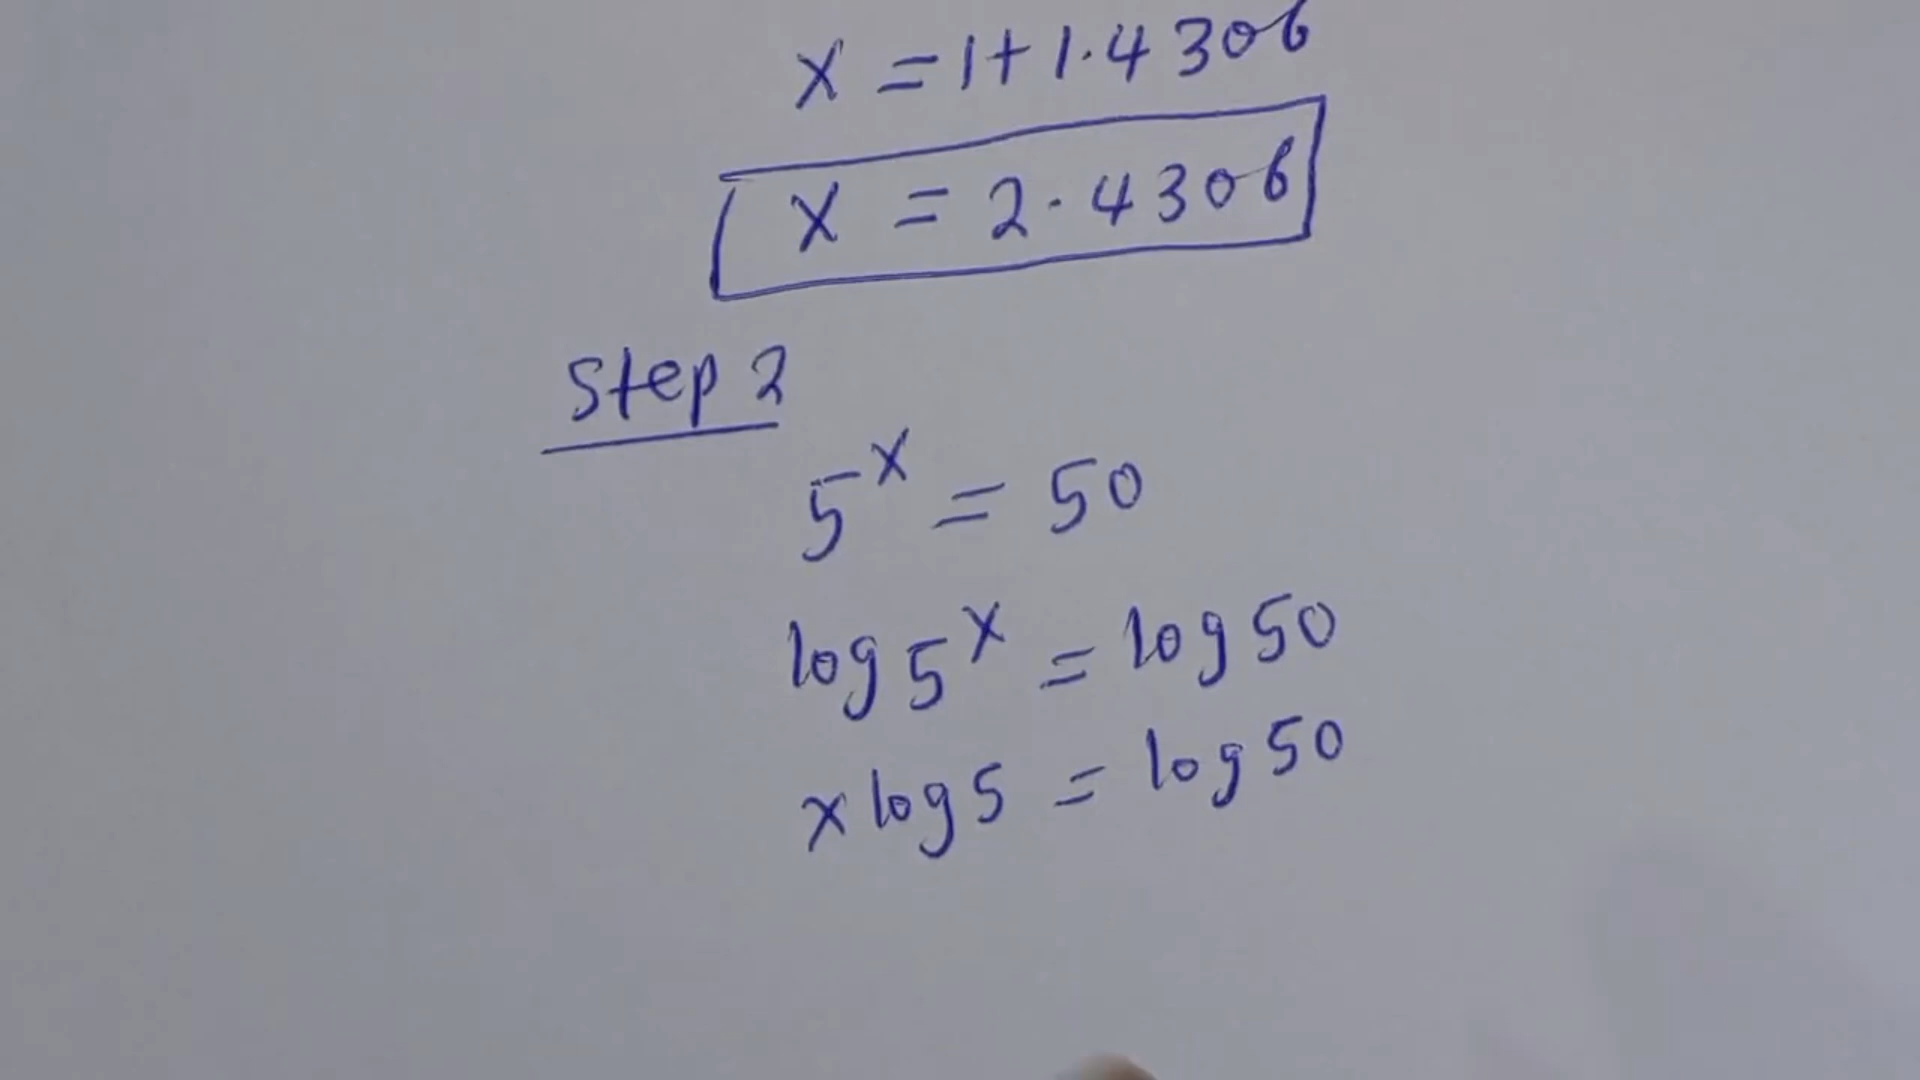 x = 1 + 1.4306
x = 2.4306
Step 2
5^x = 50
log 5^x = log 50
x log 5 = log 50